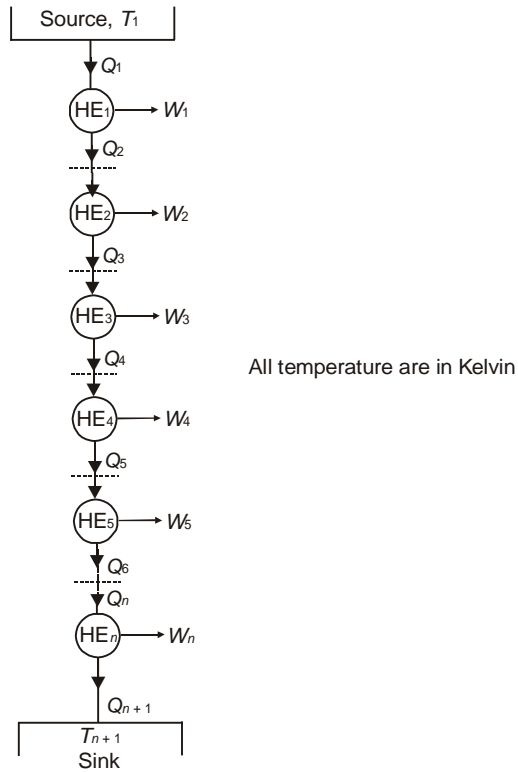 Source, T1
Q1
HE1 W1
Q2
HE2 W2
Q3
HE3 W3
Q4
All temperature are in Kelvin
HE4 W4
Q5
HE5 W5
Q6
Qn
HEn Wn
Qn + 1
Tn + 1
Sink